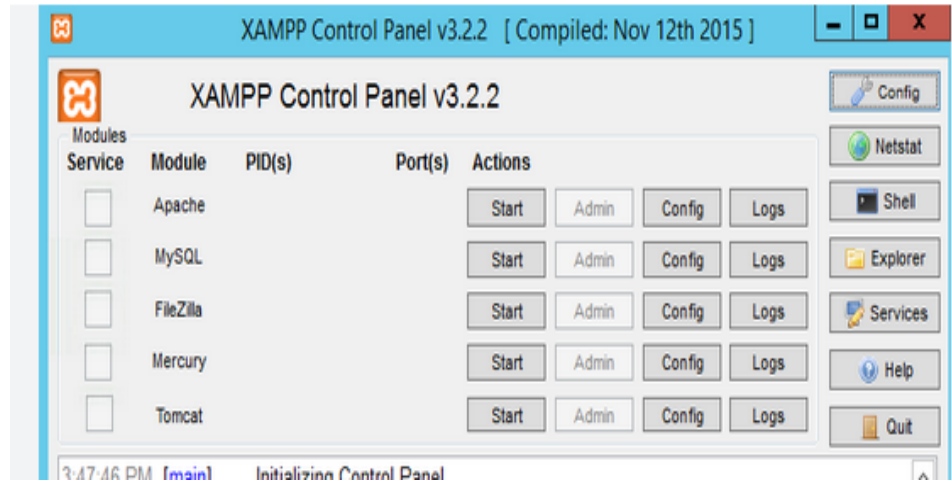 XAMPP Control Panel v3.2.2 [ Compiled: Nov 12th 2015 ]
XAMPP Control Panel v3.2.2
Config
Modules
Netstat
Service Module PID(s) Port(s) Actions
Apache Start Admin Config Logs
Shell
MySQL Start Admin Config Logs
Explorer
FileZilla Start Admin Config Logs
Services
Mercury Start Admin Config Logs
Help
Tomcat Start Admin Config Logs
Quit
3:47:46 PM [main] Initializing Control Panel